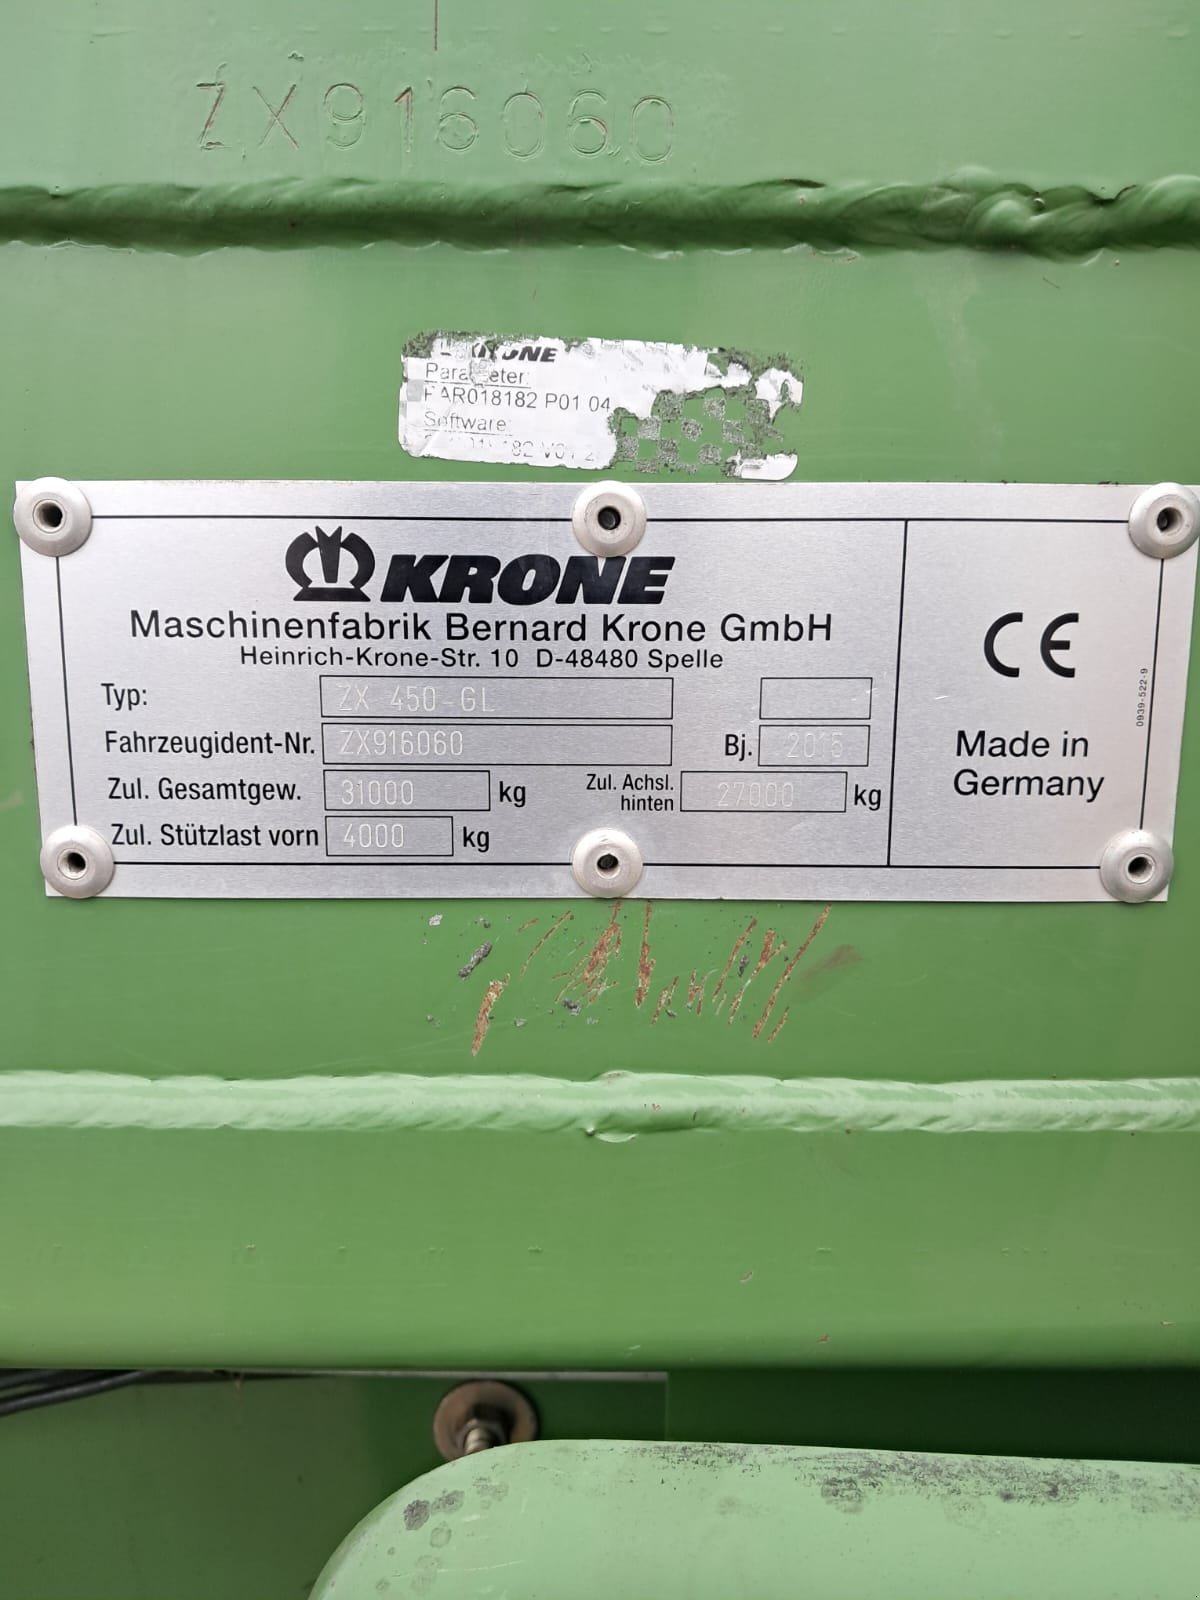 ZX916060
KRONE
Parameter:
PAR018182 P01 04
Software:
KRONE
Maschinenfabrik Bernard Krone GmbH
Heinrich-Krone-Str. 10 D-48480 Spelle
Typ: ZX 450-GL
Fahrzeugident-Nr. ZX916060 Bj. 2015
Zul. Gesamtgew. 31000 kg Zul. Achsl. hinten 27000 kg
Zul. Stützlast vorn 4000 kg
CE
Made in
Germany
0939-522-9